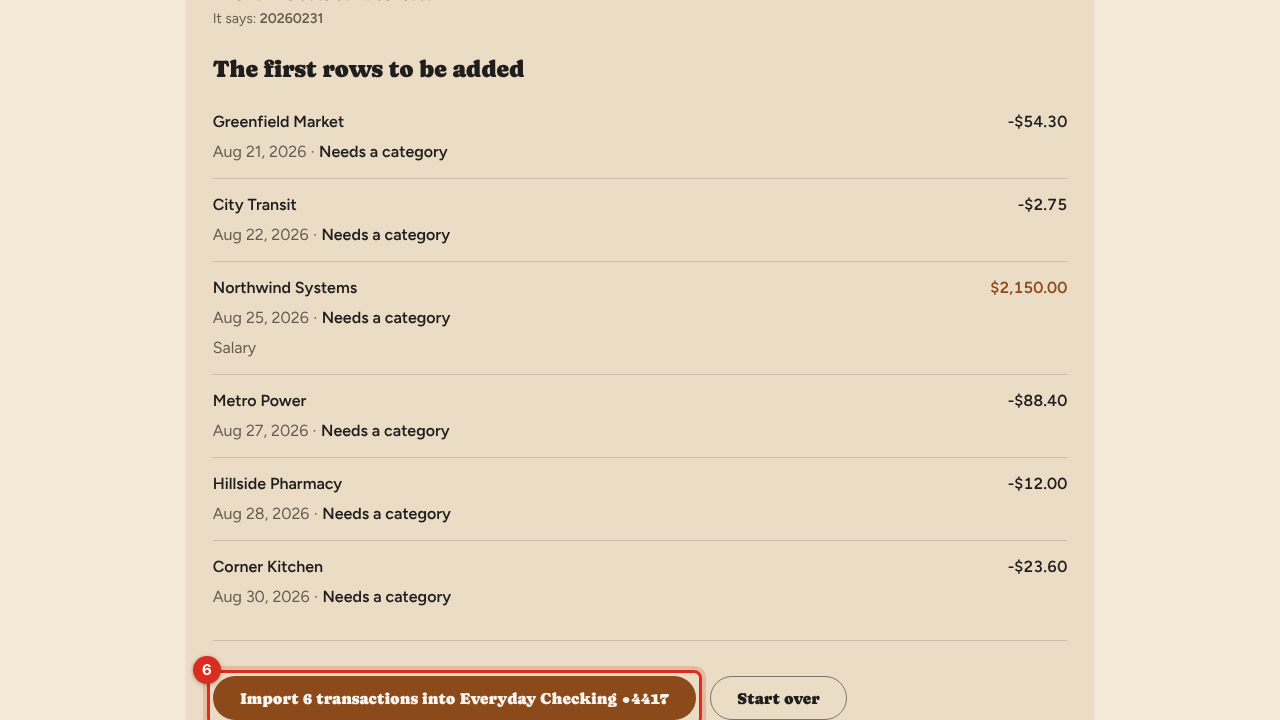 It says: 20260231
The first rows to be added
Greenfield Market
-$54.30
Aug 21, 2026 · Needs a category
City Transit
-$2.75
Aug 22, 2026 · Needs a category
Northwind Systems
$2,150.00
Aug 25, 2026 · Needs a category
Salary
Metro Power
-$88.40
Aug 27, 2026 · Needs a category
Hillside Pharmacy
-$12.00
Aug 28, 2026 · Needs a category
Corner Kitchen
-$23.60
Aug 30, 2026 · Needs a category
6
Import 6 transactions into Everyday Checking •4417
Start over